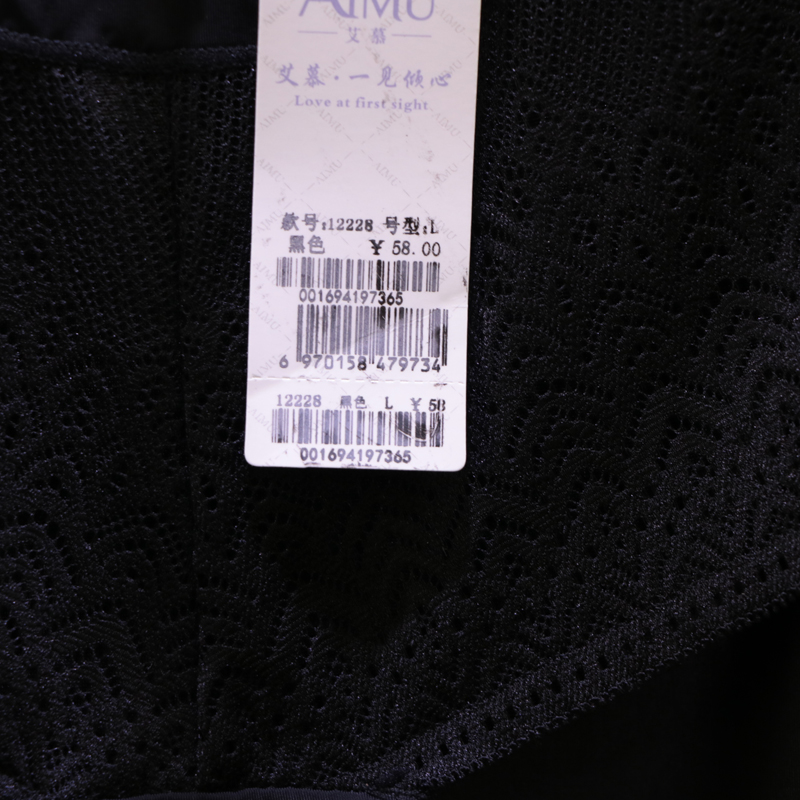 AIMU
艾慕
艾慕·一见倾心
Love at first sight
款号:12228 号型:L
黑色 ¥ 58.00
001694197365
6 970158 479734
12228 黑色 L ¥ 58
001694197365